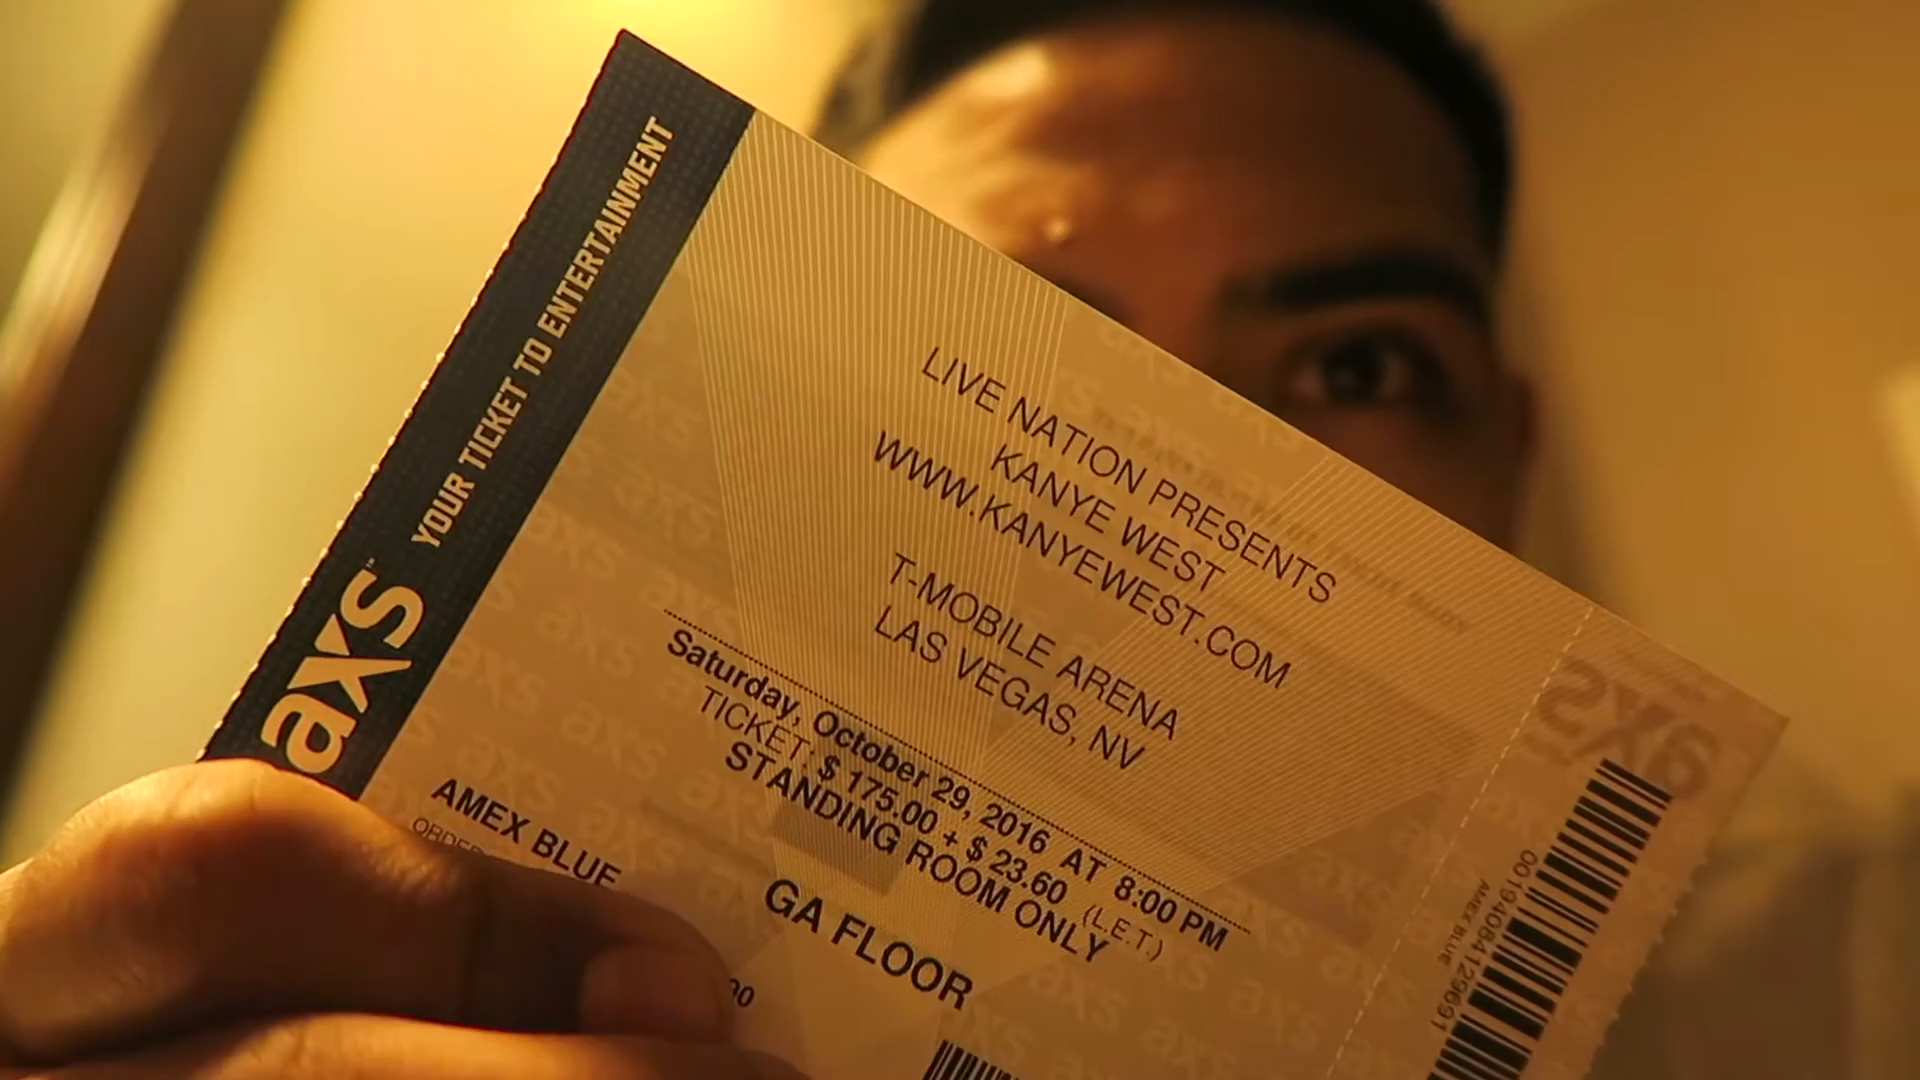 axs YOUR TICKET TO ENTERTAINMENT
LIVE NATION PRESENTS
KANYE WEST
WWW.KANYEWEST.COM
T-MOBILE ARENA
LAS VEGAS, NV
Saturday, October 29, 2016 AT 8:00 PM
TICKET: $ 175.00 + $ 23.60 (L.E.T.)
STANDING ROOM ONLY
AMEX BLUE
GA FLOOR
axs
AMEX BLUE